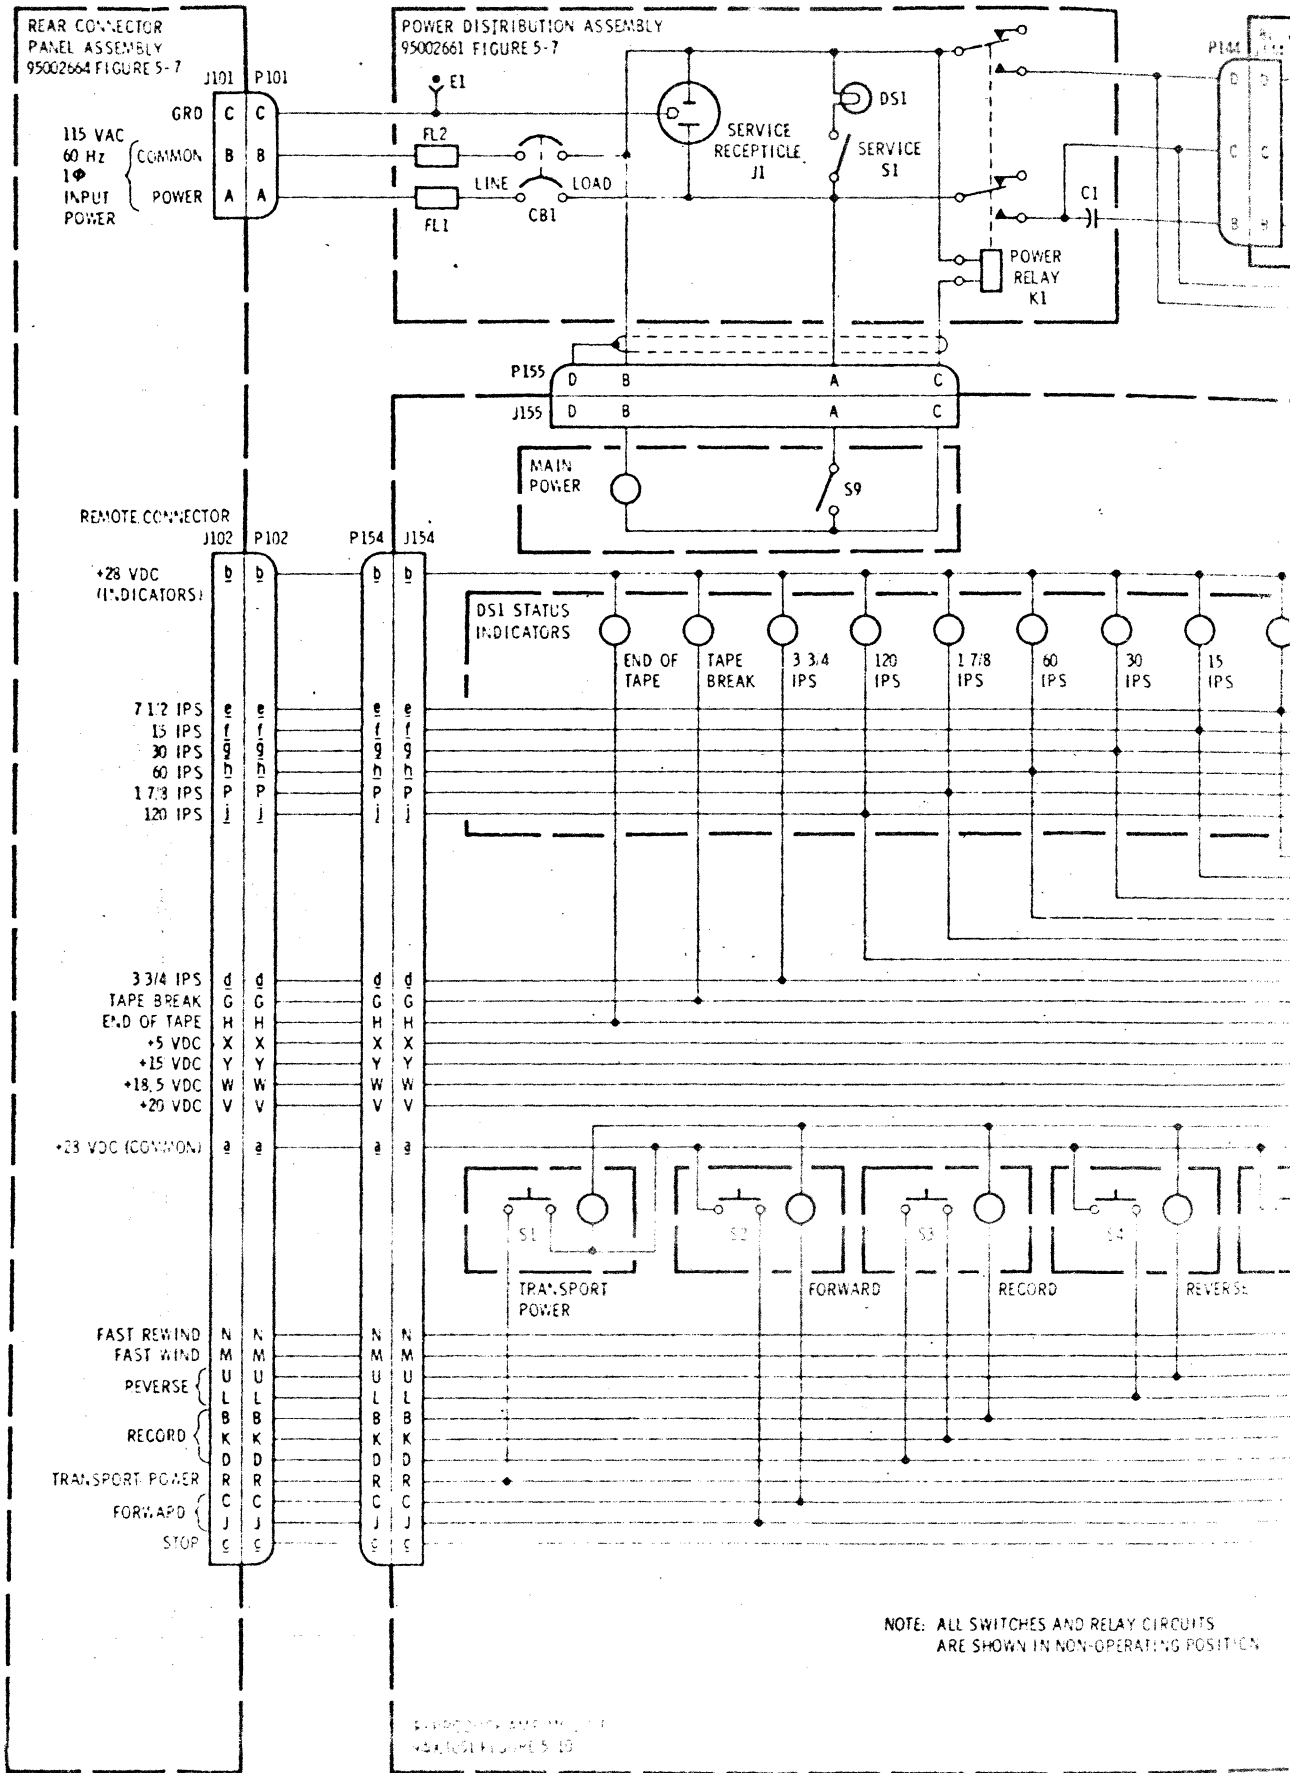 REAR CONNECTOR
PANEL ASSEMBLY
95002664 FIGURE 5-7
J101 P101
GRD C C
115 VAC
60 Hz
1Φ
INPUT
POWER
COMMON B B
POWER A A
POWER DISTRIBUTION ASSEMBLY
95002661 FIGURE 5-7
E1
FL2
LINE LOAD
CB1
FL1
SERVICE
RECEPTICLE
J1
DS1
SERVICE
S1
C1
POWER
RELAY
K1
P144
D D
C C
B B
P155
D B A C
J155
D B A C
MAIN
POWER
S9
REMOTE CONNECTOR
J102 P102 P154 J154
+28 VDC
(INDICATORS)
b b b b
DS1 STATUS
INDICATORS
END OF
TAPE
TAPE
BREAK
3 3/4
IPS
120
IPS
1 7/8
IPS
60
IPS
30
IPS
15
IPS
7 1/2 IPS e e e e
15 IPS f f f f
30 IPS g g g g
60 IPS h h h h
1 7/8 IPS P P P P
120 IPS j j j j
3 3/4 IPS d d d d
TAPE BREAK G G G G
END OF TAPE H H H H
+5 VDC X X X X
+15 VDC Y Y Y Y
+18.5 VDC W W W W
+20 VDC V V V V
+28 VDC (COMMON) a a a a
S1
TRANSPORT
POWER
S2
FORWARD
S3
RECORD
S4
REVERSE
FAST REWIND N N N N
FAST WIND M M M M
REVERSE
U U U U
L L L L
RECORD
B B B B
K K K K
D D D D
TRANSPORT POWER R R R R
FORWARD
C C C C
J J J J
STOP c c c c
NOTE: ALL SWITCHES AND RELAY CIRCUITS
ARE SHOWN IN NON-OPERATING POSITION
FIGURE 5-10